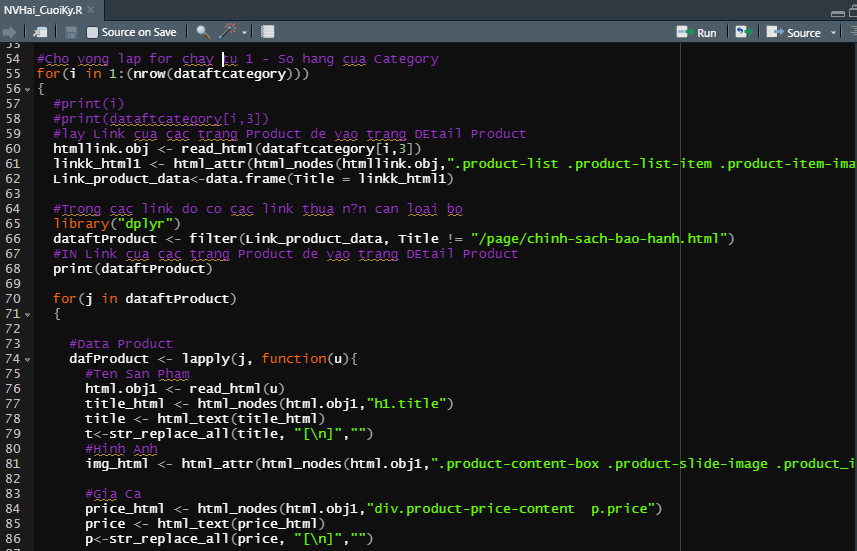 NVHai_CuoiKy.R
Source on Save
Run
Source
53
54 #Cho vong lap for chay tu 1 - So hang cua Category
55 for(i in 1:(nrow(dataftcategory)))
56 {
57 #print(i)
58 #print(dataftcategory[i,3])
59 #lay Link cua cac trang Product de vao trang DEtail Product
60 htmllink.obj <- read_html(dataftcategory[i,3])
61 linkk_html1 <- html_attr(html_nodes(htmllink.obj,".product-list .product-list-item .product-item-ima
62 Link_product_data<-data.frame(Title = linkk_html1)
63
64 #Trong cac link do co cac link thua n?n can loai bo
65 library("dplyr")
66 dataftProduct <- filter(Link_product_data, Title != "/page/chinh-sach-bao-hanh.html")
67 #IN Link cua cac trang Product de vao trang DEtail Product
68 print(dataftProduct)
69
70 for(j in dataftProduct)
71 {
72
73 #Data Product
74 dafProduct <- lapply(j, function(u){
75 #Ten San Pham
76 html.obj1 <- read_html(u)
77 title_html <- html_nodes(html.obj1,"h1.title")
78 title <- html_text(title_html)
79 t<-str_replace_all(title, "[\n]","")
80 #Hinh Anh
81 img_html <- html_attr(html_nodes(html.obj1,".product-content-box .product-slide-image .product_i
82
83 #Gia Ca
84 price_html <- html_nodes(html.obj1,"div.product-price-content  p.price")
85 price <- html_text(price_html)
86 p<-str_replace_all(price, "[\n]","")